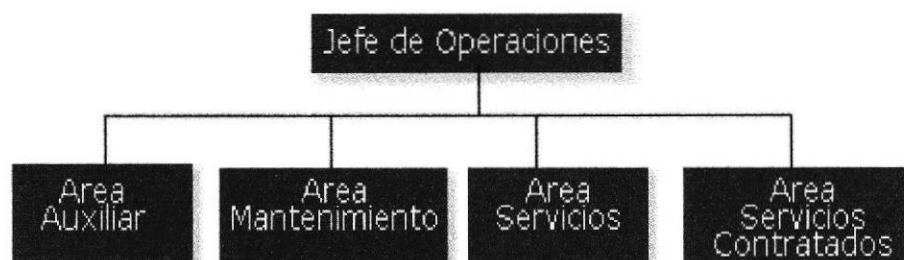 Jefe de Operaciones
Area
Auxiliar
Area
Mantenimiento
Area
Servicios
Area
Servicios
Contratados